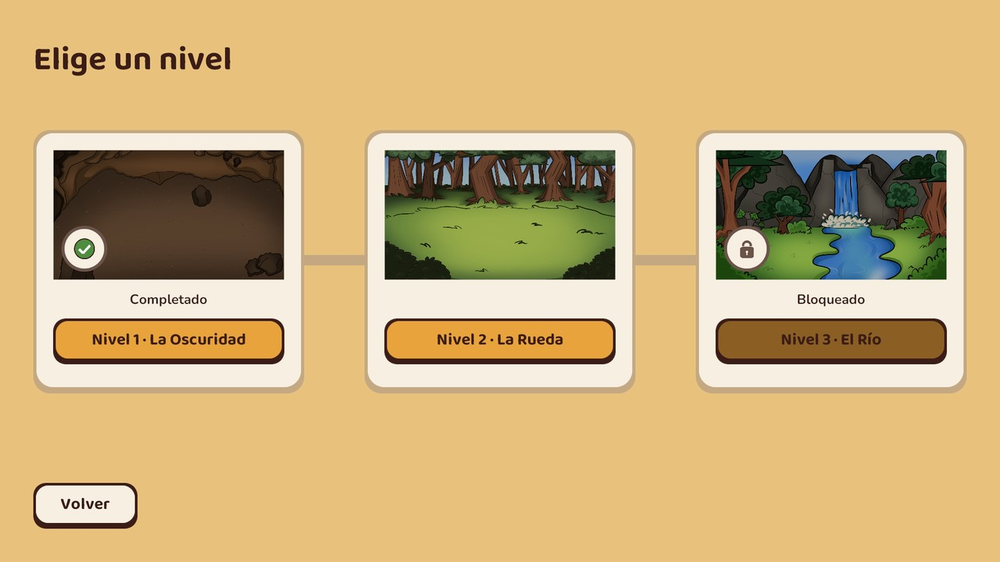 Elige un nivel
Completado
Nivel 1 · La Oscuridad
Nivel 2 · La Rueda
Bloqueado
Nivel 3 · El Río
Volver